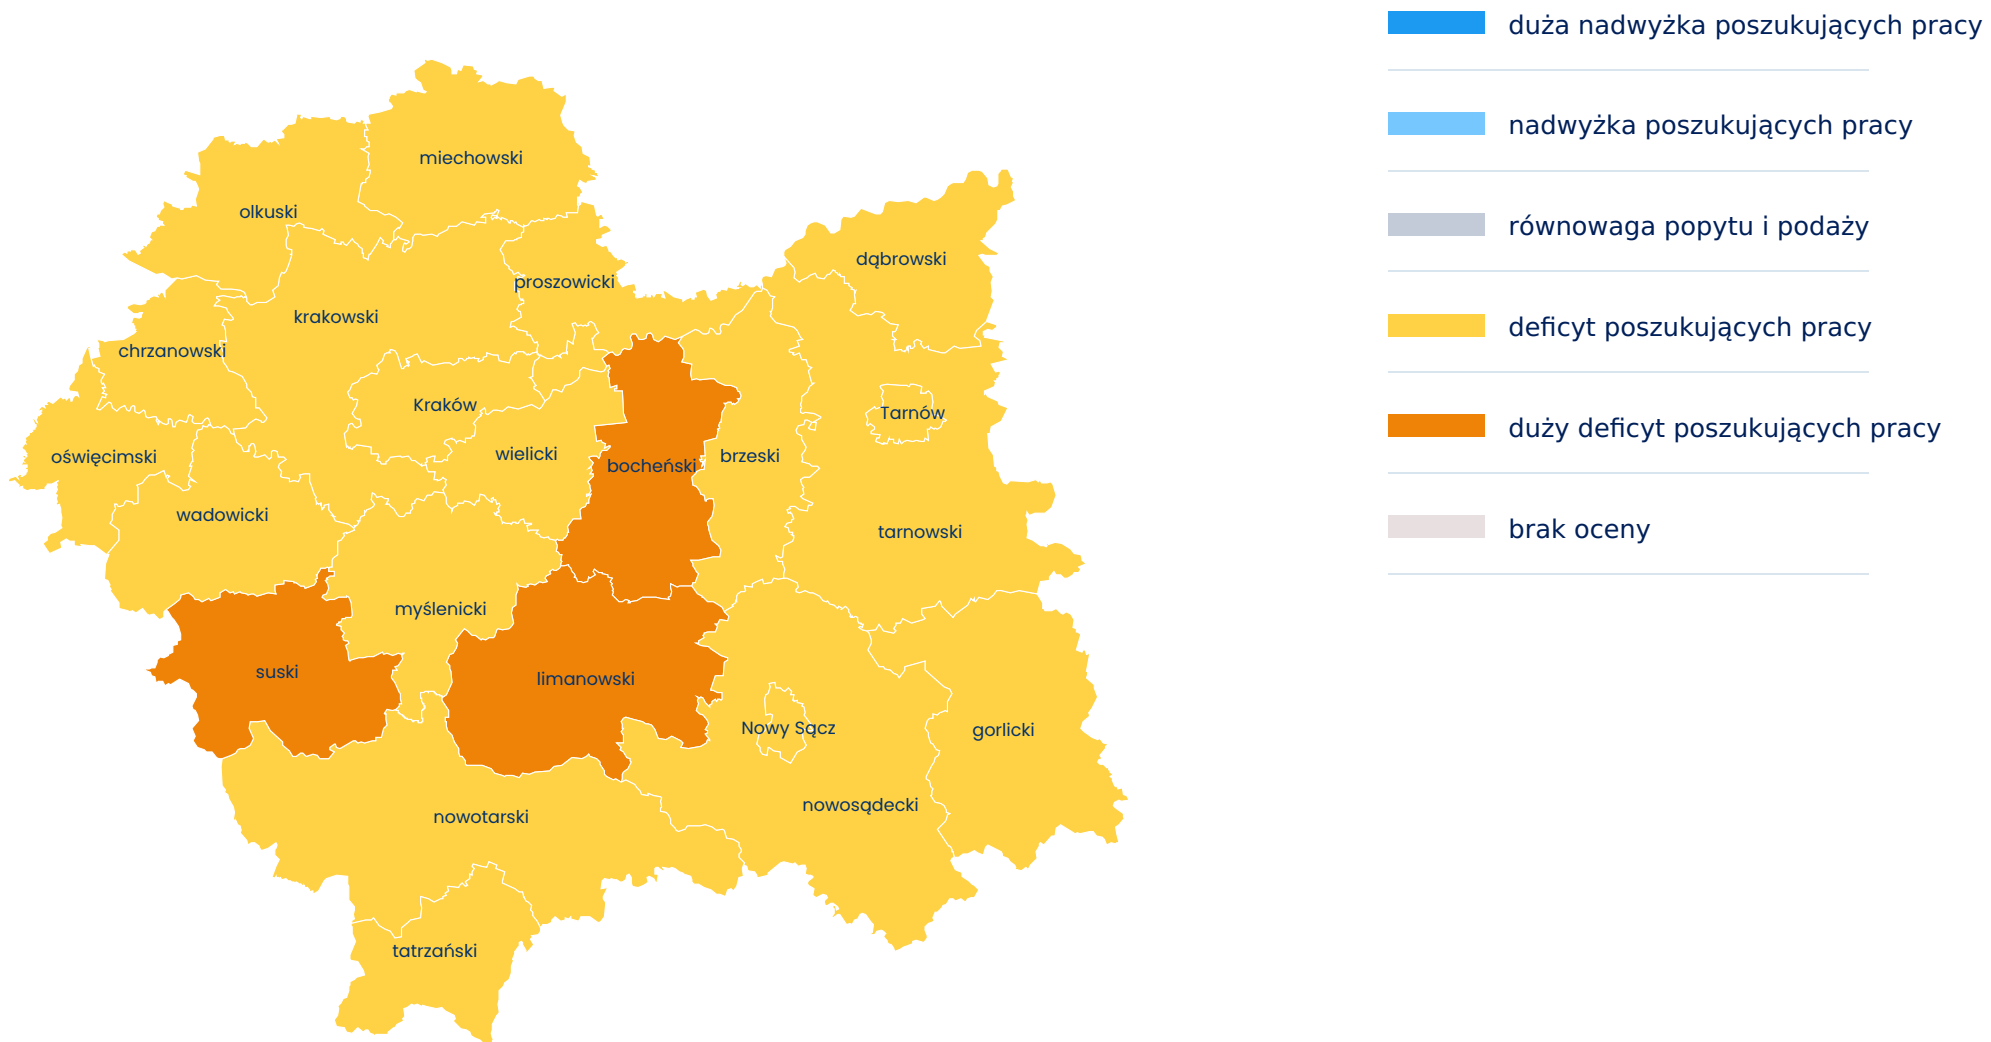 miechowski
olkuski
dąbrowski
proszowicki
krakowski
chrzanowski
Kraków
Tarnów
oświęcimski
wielicki
bocheński
brzeski
wadowicki
tarnowski
myślenicki
suski
limanowski
Nowy Sącz
gorlicki
nowosądecki
nowotarski
tatrzański
duża nadwyżka poszukujących pracy
nadwyżka poszukujących pracy
równowaga popytu i podaży
deficyt poszukujących pracy
duży deficyt poszukujących pracy
brak oceny